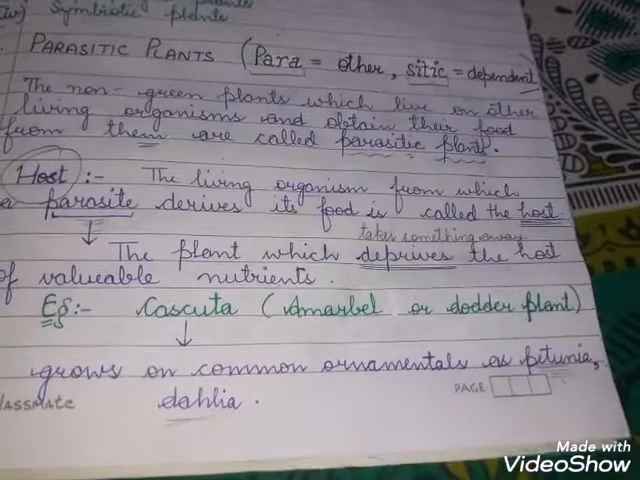 iv) Symbiotic plants
PARASITIC PLANTS (Para = other, sitic = dependent
The non-green plants which live on other
living organisms and obtain their food
from them are called parasitic plant.
Host :- The living organism from which
a parasite derives its food is called the host.
takes something away
The plant which deprives the host
of valueable nutrients.
Eg:- Cascuta (Amarbel or dodder plant)
grows on common ornamentals as petunia,
dahlia.
CLASSMATE
PAGE
Made with
VideoShow